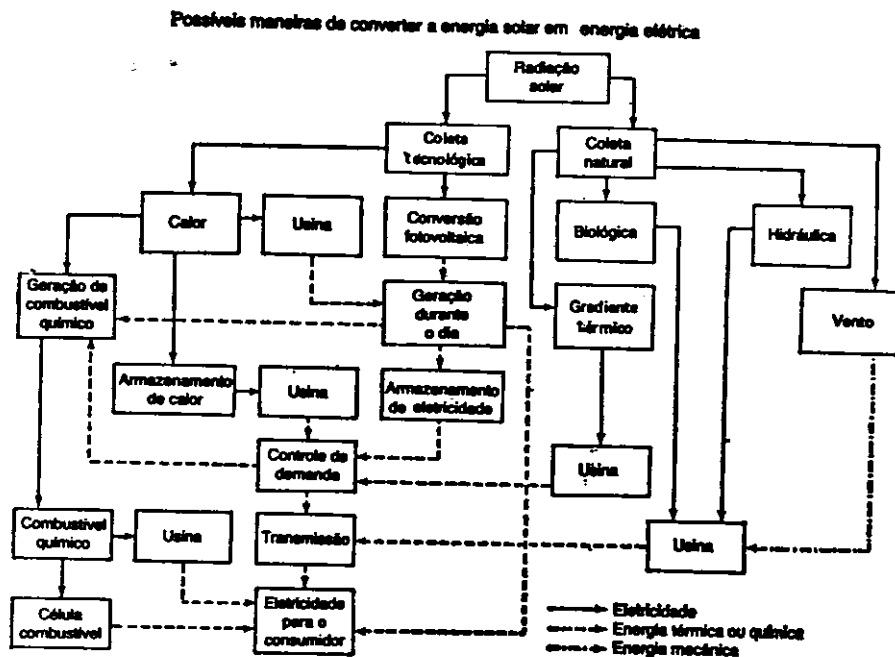 Possíveis maneiras de converter a energia solar em energia elétrica
Radiação
solar
Coleta
tecnológica
Coleta
natural
Calor
Usina
Conversão
fotovoltaica
Biológica
Hidráulica
Geração de
combustível
químico
Geração
durante
o dia
Gradiente
térmico
Vento
Armazenamento
de calor
Usina
Armazenamento
de eletricidade
Controle de
demanda
Usina
Combustível
químico
Usina
Transmissão
Usina
Célula
combustível
Eletricidade
para o
consumidor
Eletricidade
Energia térmica ou química
Energia mecânica